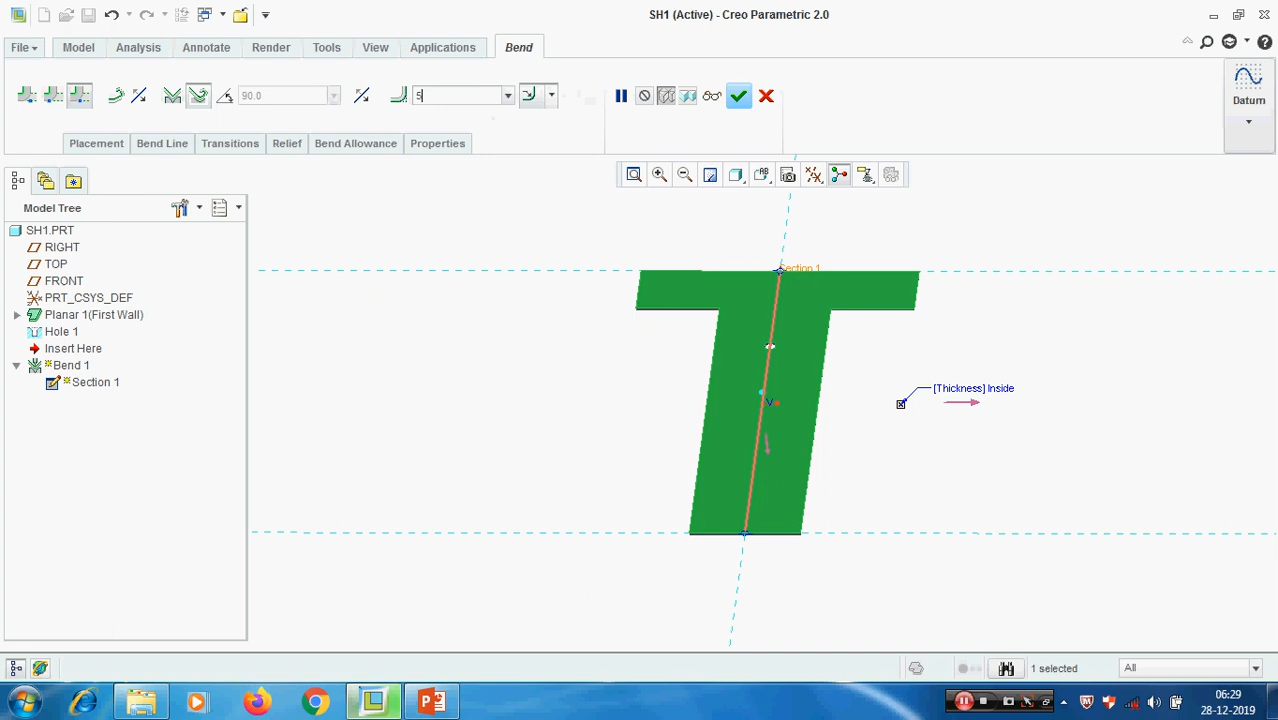 SH1 (Active) - Creo Parametric 2.0
File Model Analysis Annotate Render Tools View Applications Bend
90.0 5
Datum
Placement Bend Line Transitions Relief Bend Allowance Properties
Model Tree
SH1.PRT
RIGHT
TOP
FRONT
PRT_CSYS_DEF
Planar 1(First Wall)
Hole 1
Insert Here
Bend 1
Section 1
Section 1
[Thickness] Inside
1 selected All
06:29
28-12-2019